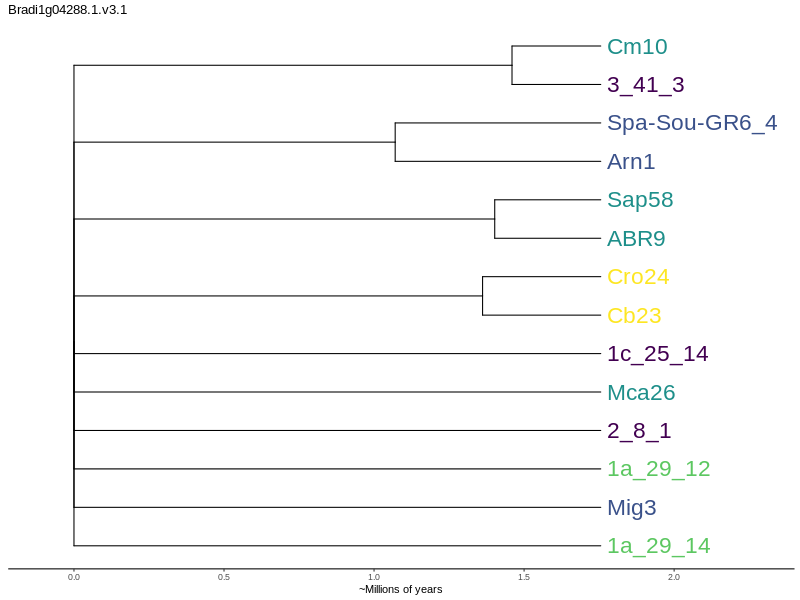 Bradi1g04288.1.v3.1
Cm10
3_41_3
Spa-Sou-GR6_4
Arn1
Sap58
ABR9
Cro24
Cb23
1c_25_14
Mca26
2_8_1
1a_29_12
Mig3
1a_29_14
0.0 0.5 1.0 1.5 2.0
~Millions of years